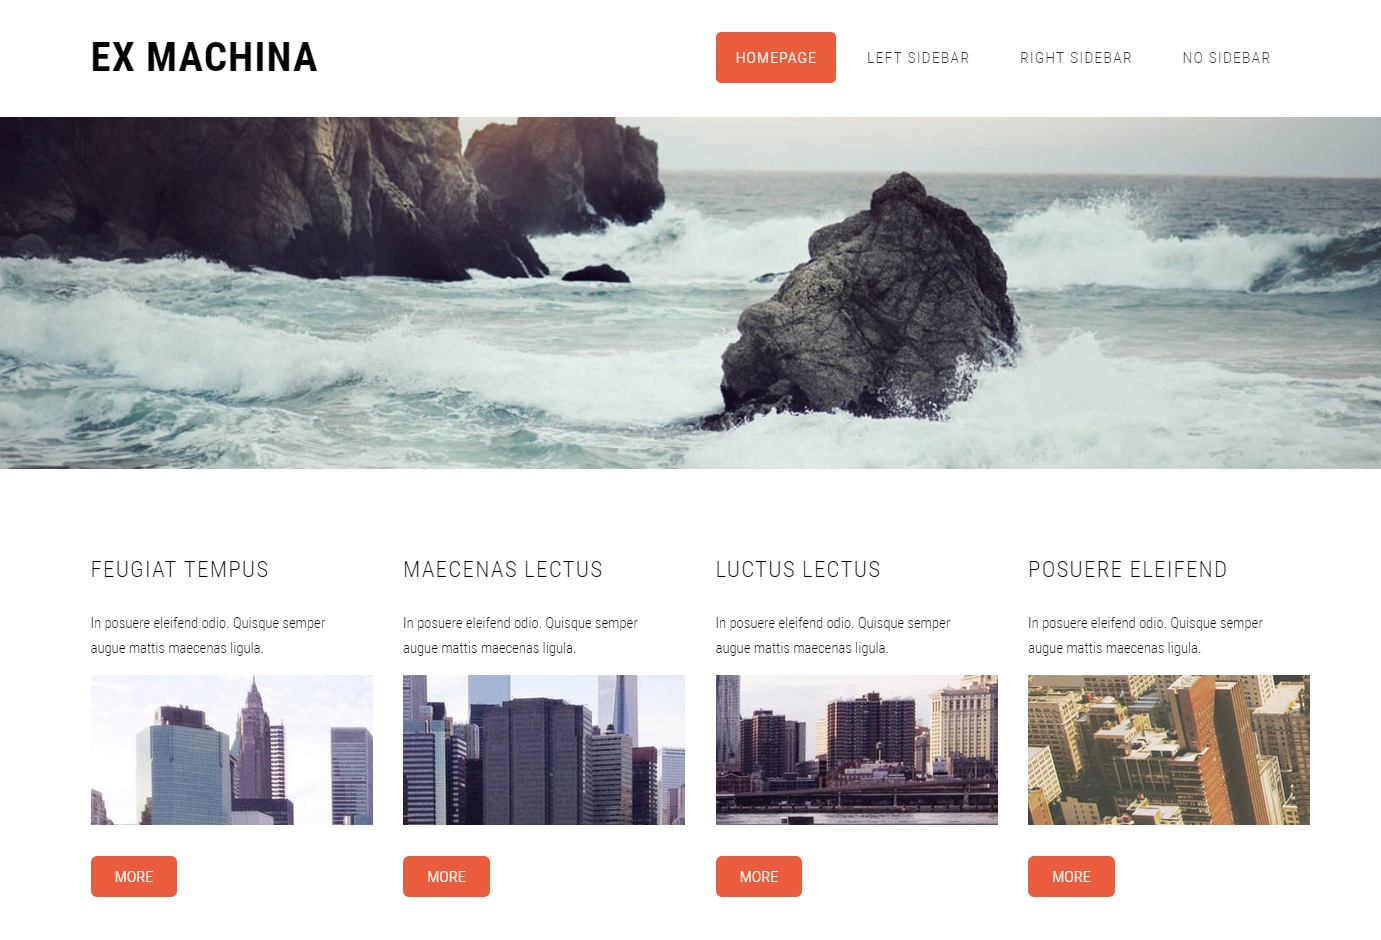 EX MACHINA
HOMEPAGE
LEFT SIDEBAR
RIGHT SIDEBAR
NO SIDEBAR
FEUGIAT TEMPUS
In posuere eleifend odio. Quisque semper
augue mattis maecenas ligula.
MORE
MAECENAS LECTUS
In posuere eleifend odio. Quisque semper
augue mattis maecenas ligula.
MORE
LUCTUS LECTUS
In posuere eleifend odio. Quisque semper
augue mattis maecenas ligula.
MORE
POSUERE ELEIFEND
In posuere eleifend odio. Quisque semper
augue mattis maecenas ligula.
MORE